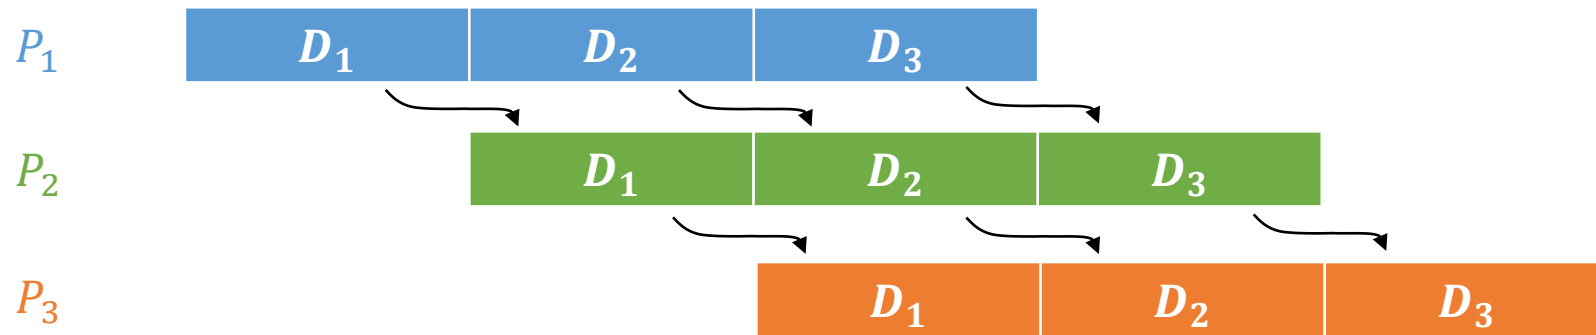 P₁ D₁ D₂ D₃
P₂ D₁ D₂ D₃
P₃ D₁ D₂ D₃